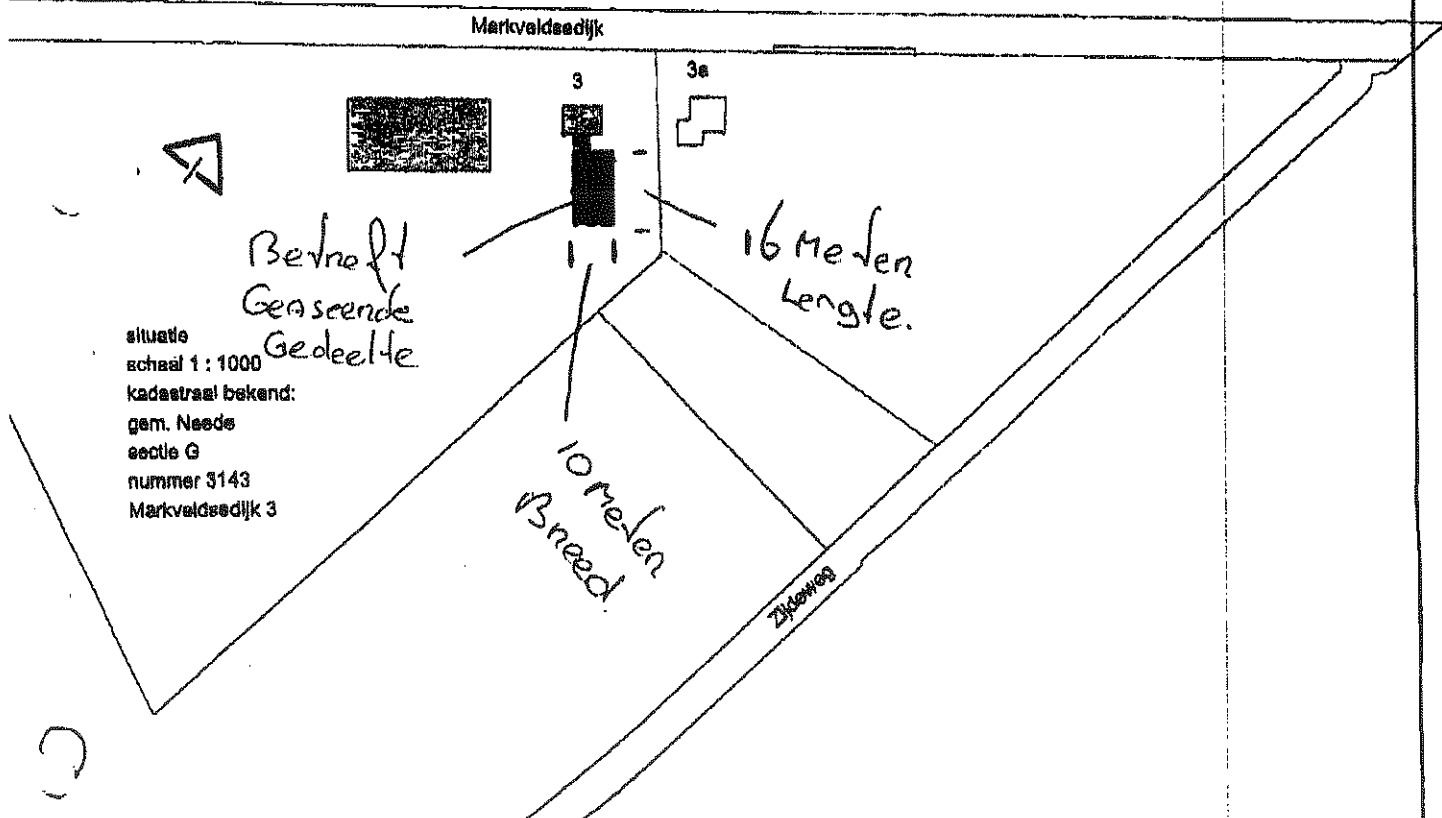 Markveldsedijk
3
3a
Betreft
Gearseerde
Gedeelte
16 Meter
Lengte.
situatie
schaal 1 : 1000
kadastraal bekend:
gem. Neede
sectie G
nummer 3143
Markveldsedijk 3
10 Meter
Breed.
Zijdeweg